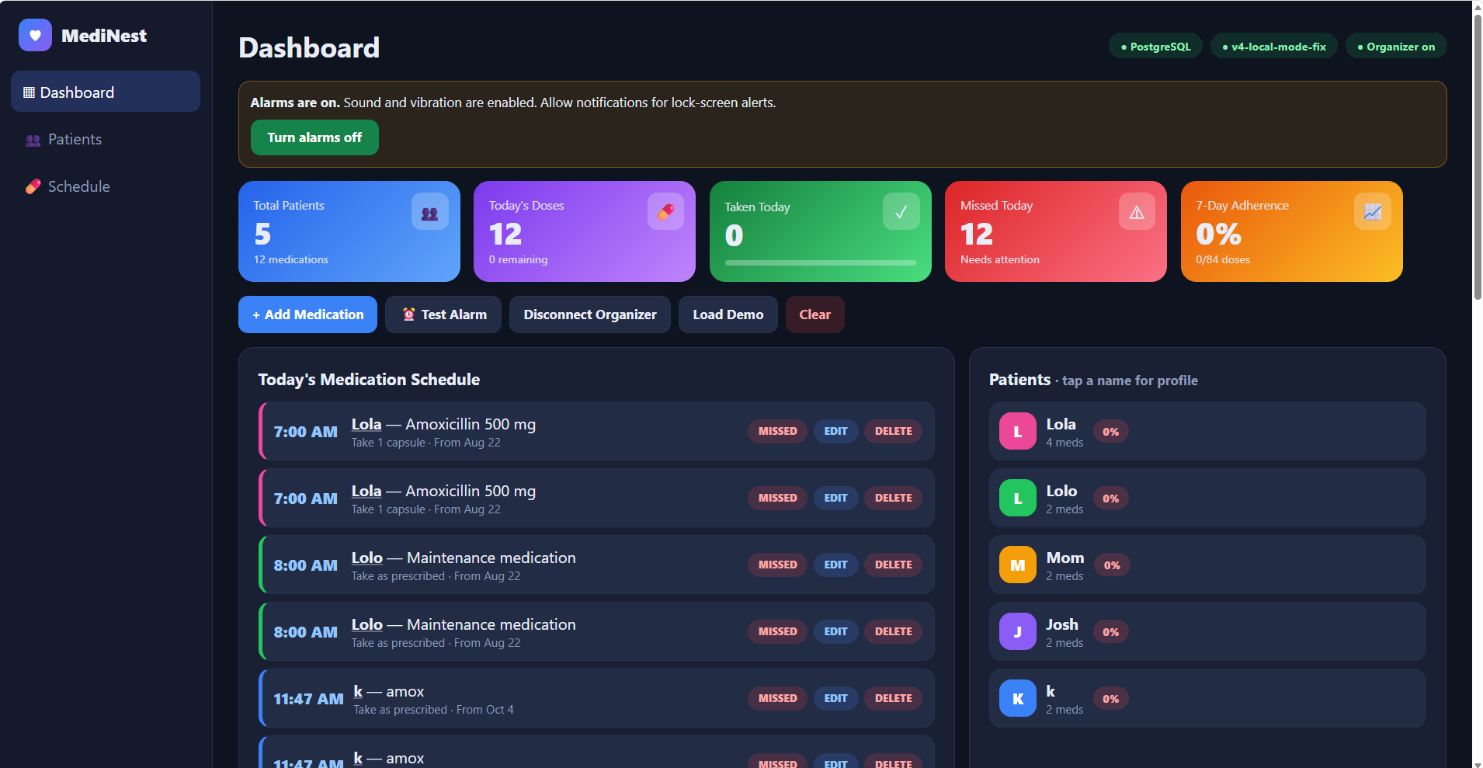 MediNest
Dashboard
Patients
Schedule
Dashboard
● PostgreSQL
● v4-local-mode-fix
● Organizer on
Alarms are on. Sound and vibration are enabled. Allow notifications for lock-screen alerts.
Turn alarms off
Total Patients
5
12 medications
Today's Doses
12
0 remaining
Taken Today
0
Missed Today
12
Needs attention
7-Day Adherence
0%
0/84 doses
+ Add Medication
Test Alarm
Disconnect Organizer
Load Demo
Clear
Today's Medication Schedule
7:00 AM Lola — Amoxicillin 500 mg MISSED EDIT DELETE
Take 1 capsule · From Aug 22
7:00 AM Lola — Amoxicillin 500 mg MISSED EDIT DELETE
Take 1 capsule · From Aug 22
8:00 AM Lolo — Maintenance medication MISSED EDIT DELETE
Take as prescribed · From Aug 22
8:00 AM Lolo — Maintenance medication MISSED EDIT DELETE
Take as prescribed · From Aug 22
11:47 AM k — amox MISSED EDIT DELETE
Take as prescribed · From Oct 4
11:47 AM k — amox MISSED EDIT DELETE
Patients · tap a name for profile
L Lola 0%
4 meds
L Lolo 0%
2 meds
M Mom 0%
2 meds
J Josh 0%
2 meds
K k 0%
2 meds